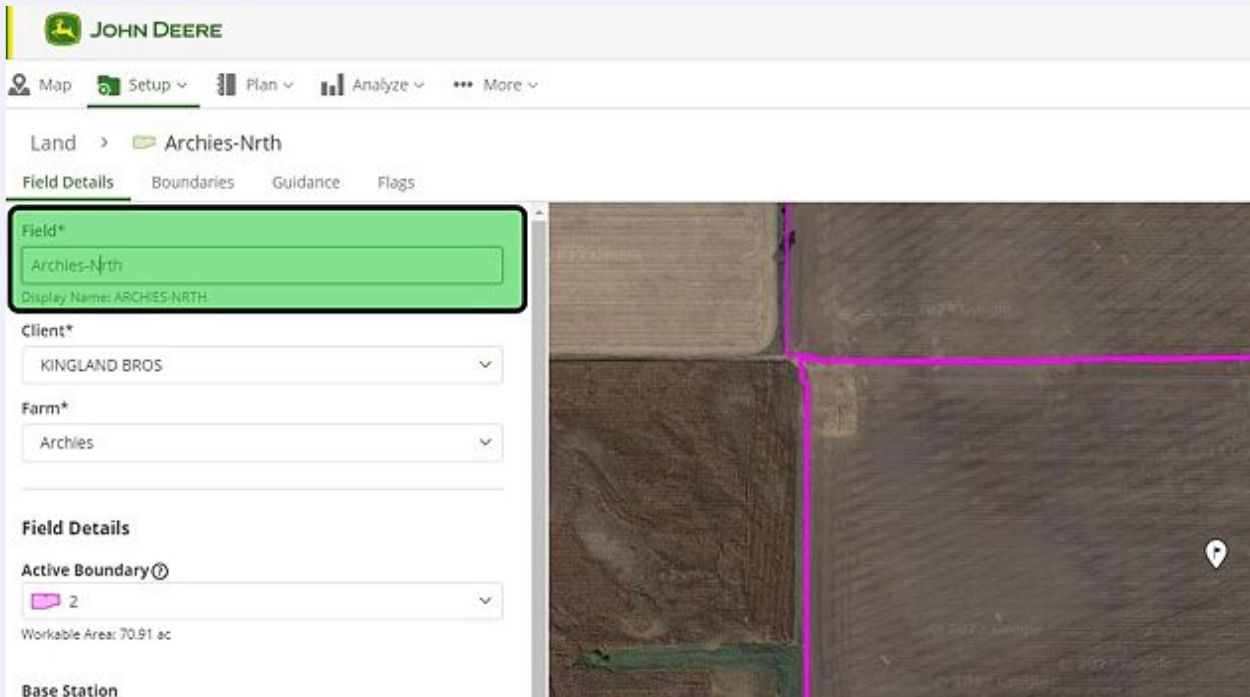 JOHN DEERE
Map Setup Plan Analyze ••• More
Land > Archies-Nrth
Field Details Boundaries Guidance Flags
Field*
Archies-Nrth
Display Name: ARCHIES-NRTH
Client*
KINGLAND BROS
Farm*
Archies
Field Details
Active Boundary?
2
Workable Area: 70.91 ac
Base Station